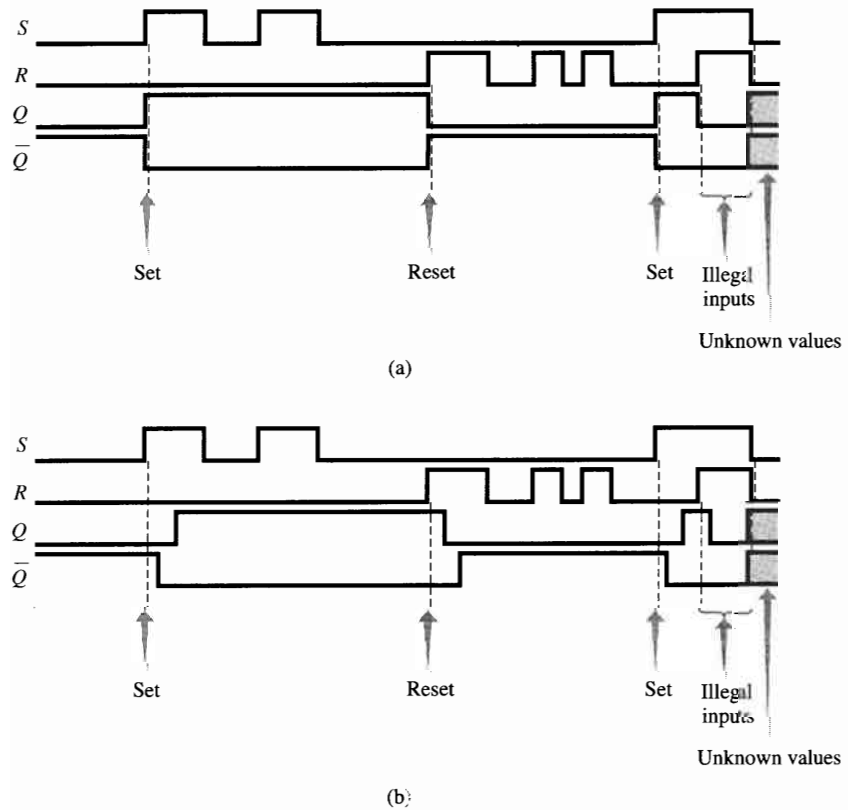 S
R
Q
Q̅
Set
Reset
Set
Illegal
inputs
Unknown values
(a)
S
R
Q
Q̅
Set
Reset
Set
Illegal
inputs
Unknown values
(b)